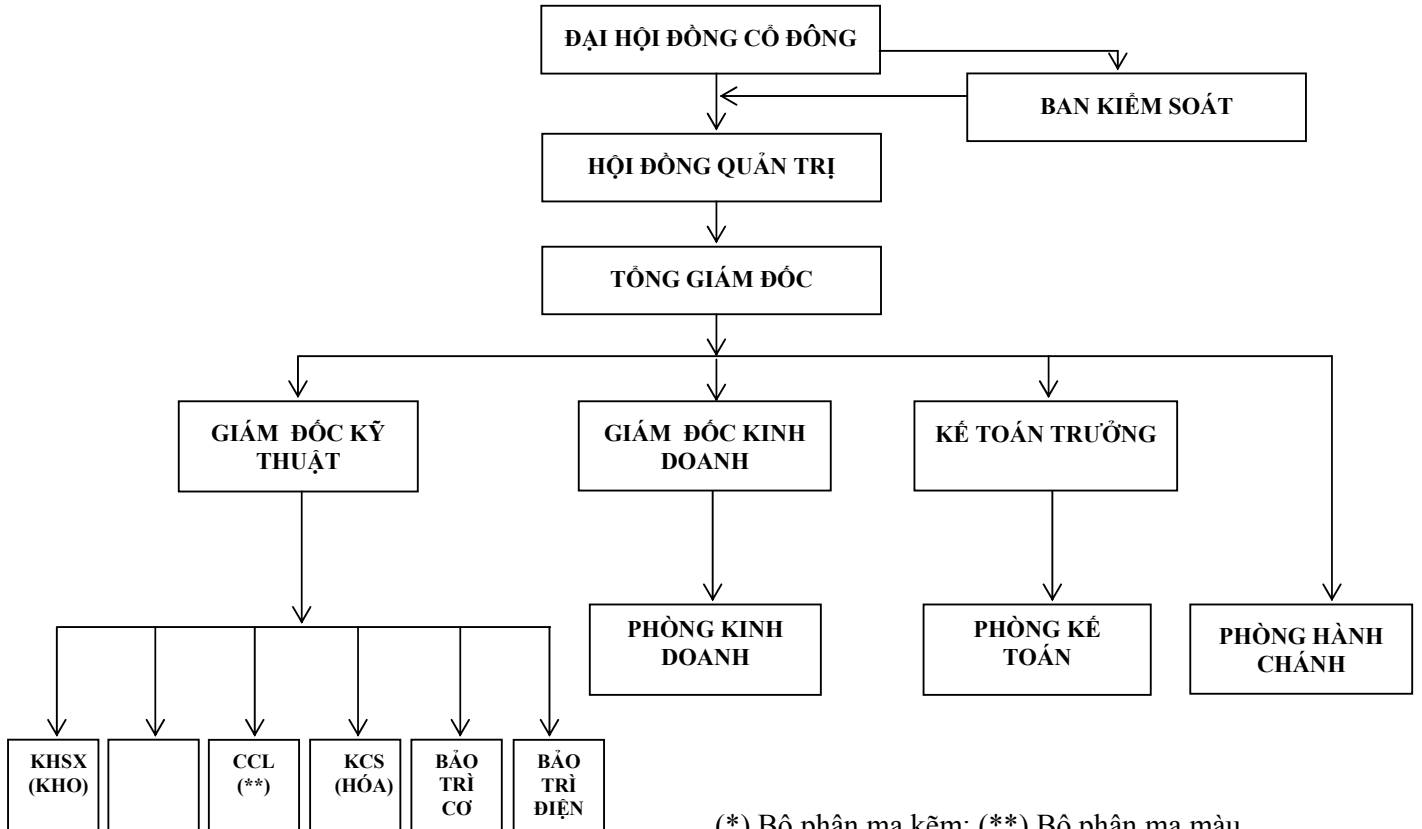 ĐẠI HỘI ĐỒNG CỔ ĐÔNG
BAN KIỂM SOÁT
HỘI ĐỒNG QUẢN TRỊ
TỔNG GIÁM ĐỐC
GIÁM ĐỐC KỸ
THUẬT
GIÁM ĐỐC KINH
DOANH
KẾ TOÁN TRƯỞNG
PHÒNG KINH
DOANH
PHÒNG KẾ
TOÁN
PHÒNG HÀNH
CHÁNH
KHSX
(KHO)
CCL
(**)
KCS
(HÓA)
BẢO
TRÌ
CƠ
BẢO
TRÌ
ĐIỆN
(*) Bộ phận mạ kẽm; (**) Bộ phận mạ màu